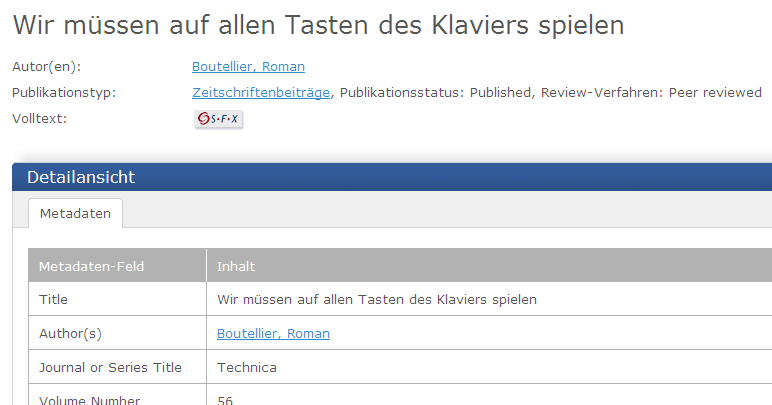 Wir müssen auf allen Tasten des Klaviers spielen
Autor(en): Boutellier, Roman
Publikationstyp: Zeitschriftenbeiträge, Publikationsstatus: Published, Review-Verfahren: Peer reviewed
Volltext: S·F·X
Detailansicht
Metadaten
Metadaten-Feld Inhalt
Title Wir müssen auf allen Tasten des Klaviers spielen
Author(s) Boutellier, Roman
Journal or Series Title Technica
Volume Number 56